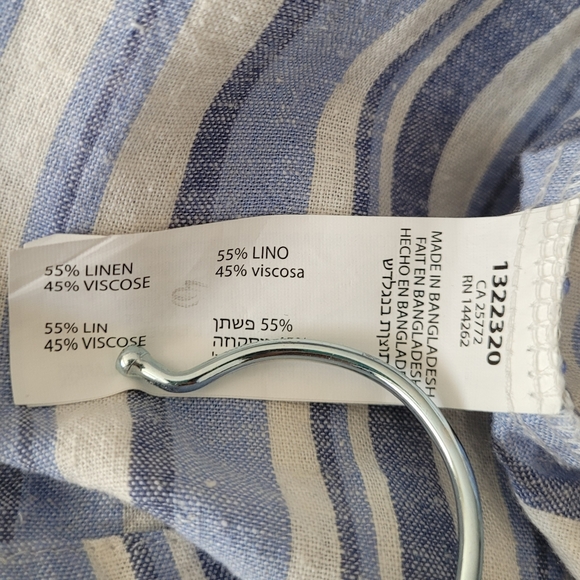 55% LINEN
45% VISCOSE
55% LIN
45% VISCOSE
55% LINO
45% viscosa
55% פשתן
MADE IN BANGLADESH
FAIT EN BANGLADESH
HECHO EN BANGLADESH
1322320
CA 25772
RN 144262